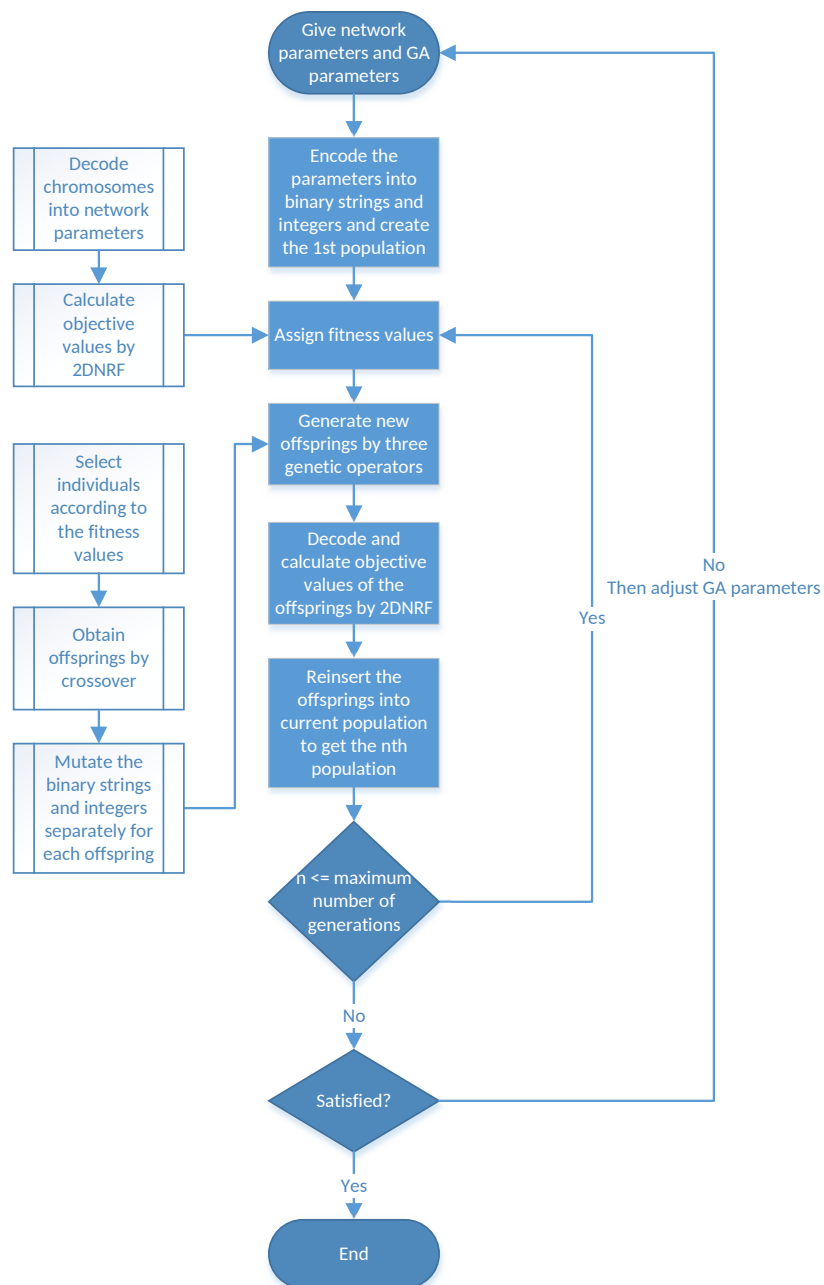 Give network
parameters and GA
parameters
Encode the
parameters into
binary strings and
integers and create
the 1st population
Decode
chromosomes
into network
parameters
Calculate
objective
values by
2DNRF
Assign fitness values
Generate new
offsprings by three
genetic operators
Select
individuals
according to
the fitness
values
Decode and
calculate objective
values of the
offsprings by 2DNRF
No
Then adjust GA parameters
Yes
Obtain
offsprings by
crossover
Reinsert the
offsprings into
current population
to get the nth
population
Mutate the
binary strings
and integers
separately for
each offspring
n <= maximum
number of
generations
No
Satisfied?
Yes
End